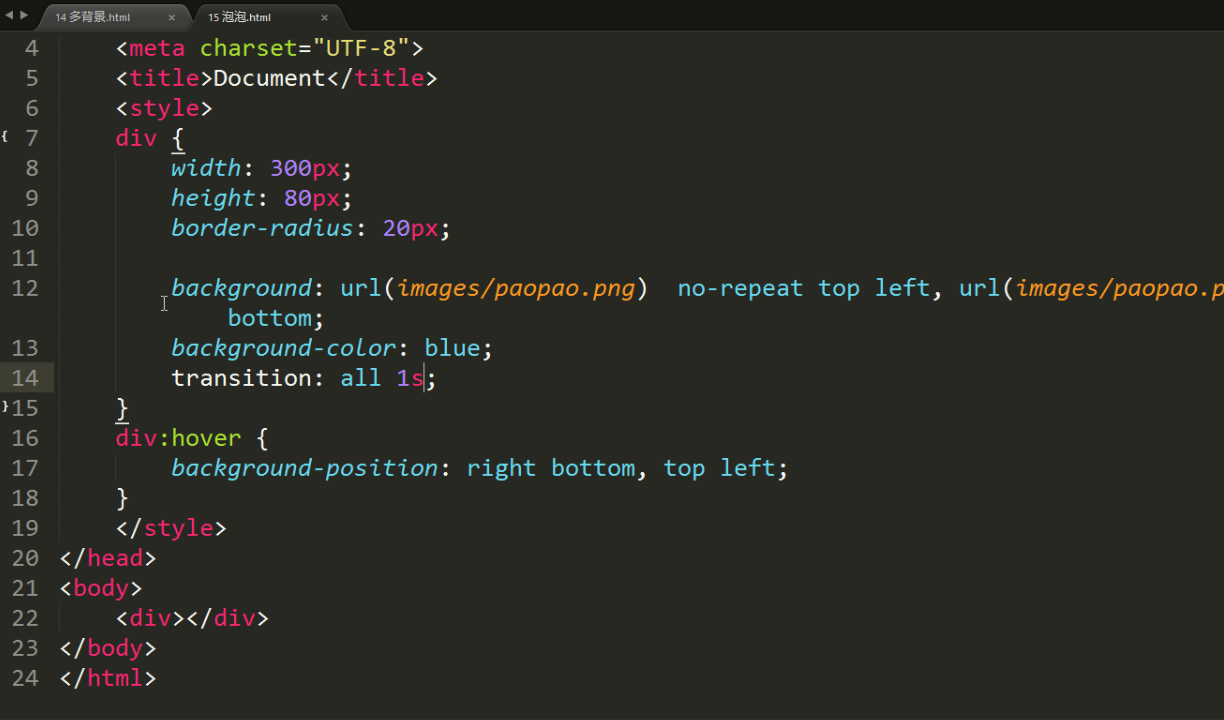 14 多背景.html × 15 泡泡.html ×
4 <meta charset="UTF-8">
5 <title>Document</title>
6 <style>
{ 7 div {
8 width: 300px;
9 height: 80px;
10 border-radius: 20px;
11
12 background: url(images/paopao.png)  no-repeat top left, url(images/paopao.p
bottom;
13 background-color: blue;
14 transition: all 1s;
} 15 }
16 div:hover {
17 background-position: right bottom, top left;
18 }
19 </style>
20 </head>
21 <body>
22 <div></div>
23 </body>
24 </html>